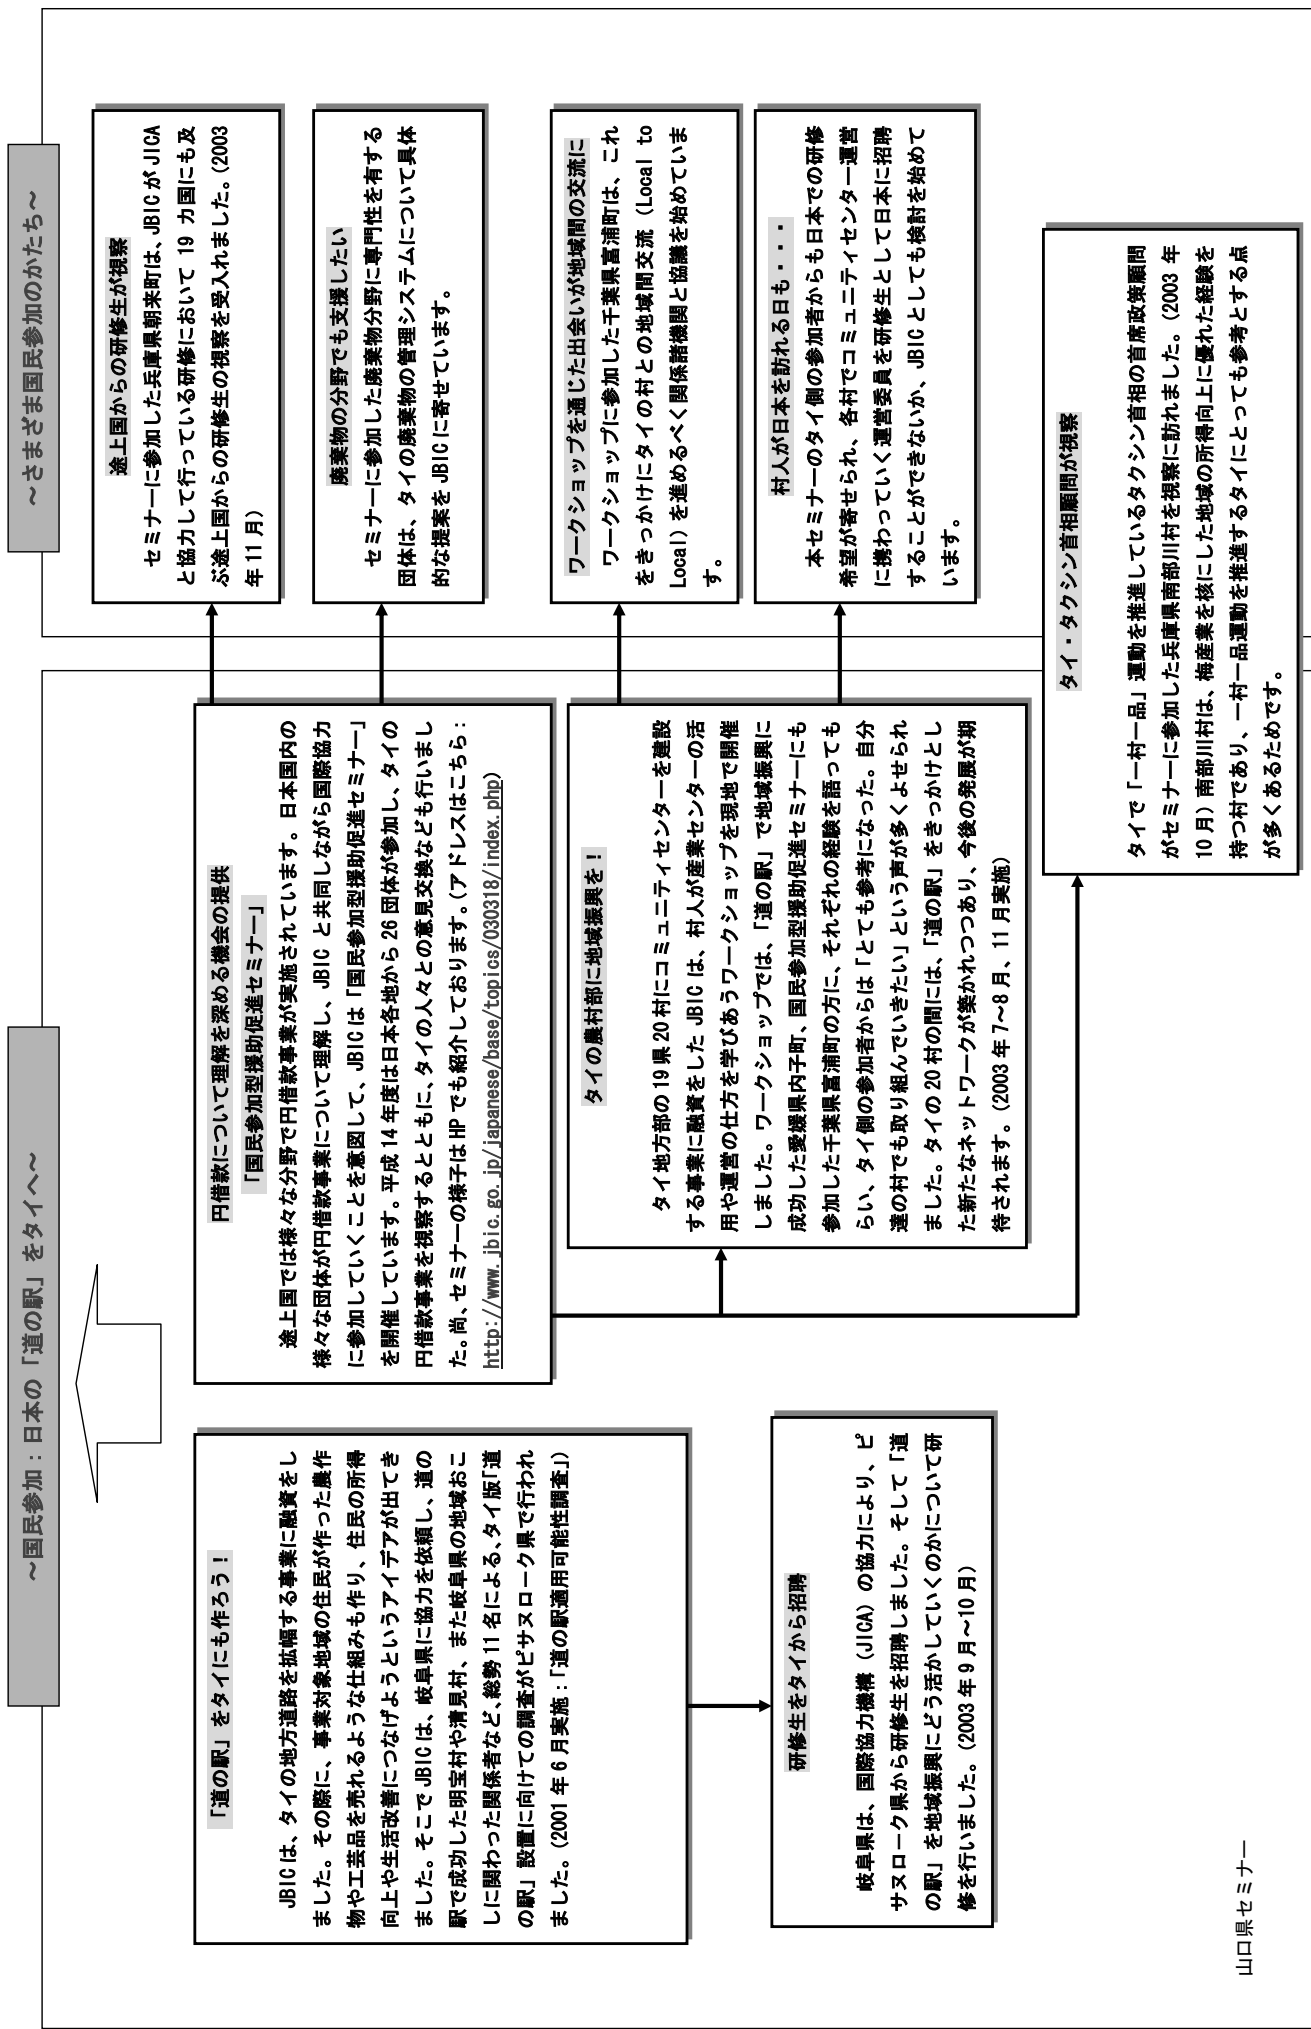 ～国民参加：日本の「道の駅」をタイへ～
「道の駅」をタイにも作ろう！
JBICは、タイの地方道路を拡幅する事業に融資をし
ました。その際に、事業対象地域の住民が作った農作
物や工芸品を売れるような仕組みも作り、住民の所得
向上や生活改善につなげようというアイデアが出てき
ました。そこでJBICは、岐阜県に協力を依頼し、道の
駅で成功した明宝村や清見村、また岐阜県の地域おこ
しに関わった関係者など、総勢11名による、タイ版「道
の駅」設置に向けての調査がピサヌローク県で行われ
ました。（2001年6月実施：「道の駅適用可能性調査」）
研修生をタイから招聘
岐阜県は、国際協力機構（JICA）の協力により、ピ
サヌローク県から研修生を招聘しました。そして「道
の駅」を地域振興にどう活かしていくのかについて研
修を行いました。（2003年9月～10月）
円借款について理解を深める機会の提供
「国民参加型援助促進セミナー」
途上国では様々な分野で円借款事業が実施されています。日本国内の
様々な団体が円借款事業について理解し、JBICと共同しながら国際協力
に参加していくことを意図して、JBICは「国民参加型援助促進セミナー」
を開催しています。平成14年度は日本各地から26団体が参加し、タイの
円借款事業を視察するとともに、タイの人々との意見交換なども行いまし
た。尚、セミナーの様子はHPでも紹介しております。（アドレスはこちら：
http://www.jbic.go.jp/japanese/base/topics/030318/index.php）
タイの農村部に地域振興を！
タイ地方部の19県20村にコミュニティセンターを建設
する事業に融資をしたJBICは、村人が産業センターの活
用や運営の仕方を学びあうワークショップを現地で開催
しました。ワークショップでは、「道の駅」で地域振興に
成功した愛媛県内子町、国民参加型援助促進セミナーにも
参加した千葉県富浦町の方に、それぞれの経験を語っても
らい、タイ側の参加者からは「とても参考になった。自分
達の村でも取り組んでいきたい」という声が多くよせられ
ました。タイの20村の間には、「道の駅」をきっかけとし
た新たなネットワークが築かれつつあり、今後の発展が期
待されます。（2003年7～8月、11月実施）
～さまざま国民参加のかたち～
途上国からの研修生が視察
セミナーに参加した兵庫県朝来町は、JBICがJICA
と協力して行っている研修において19カ国にも及
ぶ途上国からの研修生の視察を受入れました。（2003
年11月）
廃棄物の分野でも支援したい
セミナーに参加した廃棄物分野に専門性を有する
団体は、タイの廃棄物の管理システムについて具体
的な提案をJBICに寄せています。
ワークショップを通じた出会いが地域間の交流に
ワークショップに参加した千葉県富浦町は、これ
をきっかけにタイの村との地域間交流（Local to
Local）を進めるべく関係諸機関と協議を始めていま
す。
村人が日本を訪れる日も・・・
本セミナーのタイ側の参加者からも日本での研修
希望が寄せられ、各村でコミュニティセンター運営
に携わっていく運営委員を研修生として日本に招聘
することができないか、JBICとしても検討を始めて
います。
タイ・タクシン首相顧問が視察
タイで「一村一品」運動を推進しているタクシン首相の首席政策顧問
がセミナーに参加した兵庫県南部川村を視察に訪れました。（2003年
10月）南部川村は、梅産業を核にした地域の所得向上に優れた経験を
持つ村であり、一村一品運動を推進するタイにとっても参考とする点
が多くあるためです。
山口県セミナー